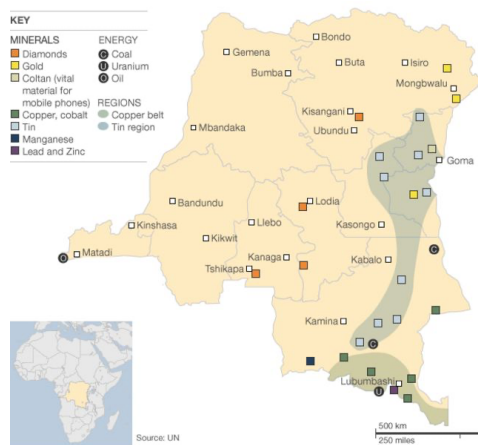 KEY
MINERALS
Diamonds
Gold
Coltan (vital
material for
mobile phones)
Copper, cobalt
Tin
Manganese
Lead and Zinc
ENERGY
C Coal
U Uranium
O Oil
REGIONS
Copper belt
Tin region
Bondo
Gemena
Buta
Isiro
Bumba
Mongbwalu
Kisangani
Mbandaka
Ubundu
Goma
Bandundu
Lodja
Kinshasa
Llebo
Kasongo
Kikwit
O
Matadi
Kanaga
Kabalo
C
Tshikapa
Kamina
C
Lubumbashi
U
Source: UN
500 km
250 miles